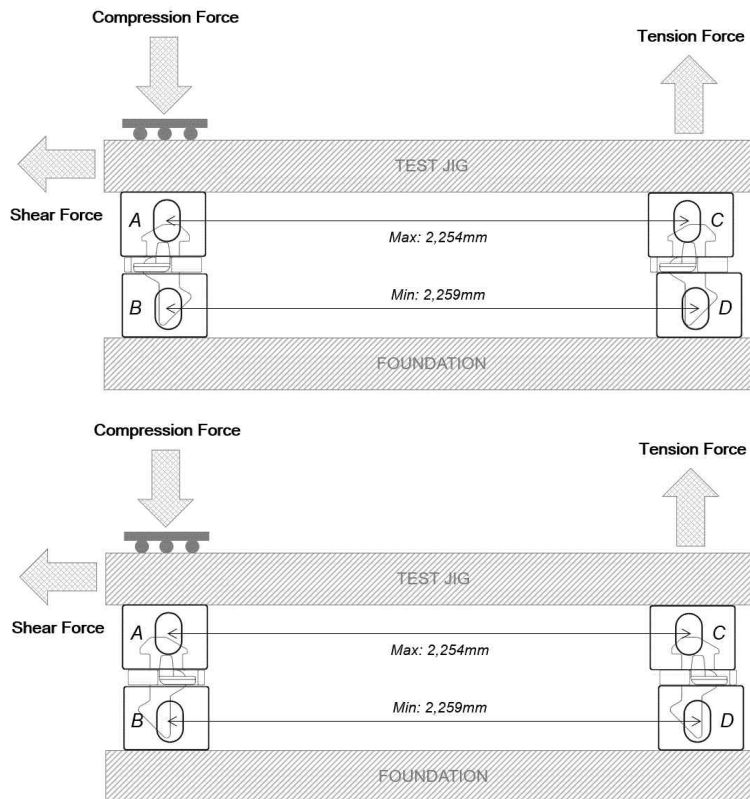 Compression Force
Tension Force
TEST JIG
Shear Force
A
C
Max: 2,254mm
B
Min: 2,259mm
D
FOUNDATION
Compression Force
Tension Force
TEST JIG
Shear Force
A
C
Max: 2,254mm
B
Min: 2,259mm
D
FOUNDATION